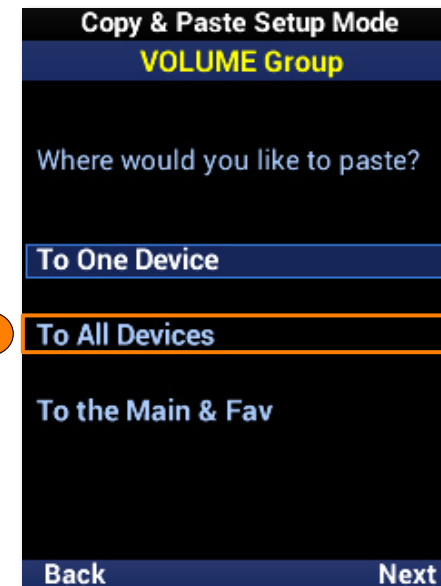 Copy & Paste Setup Mode
VOLUME Group
Where would you like to paste?
To One Device
To All Devices
To the Main & Fav
Back Next